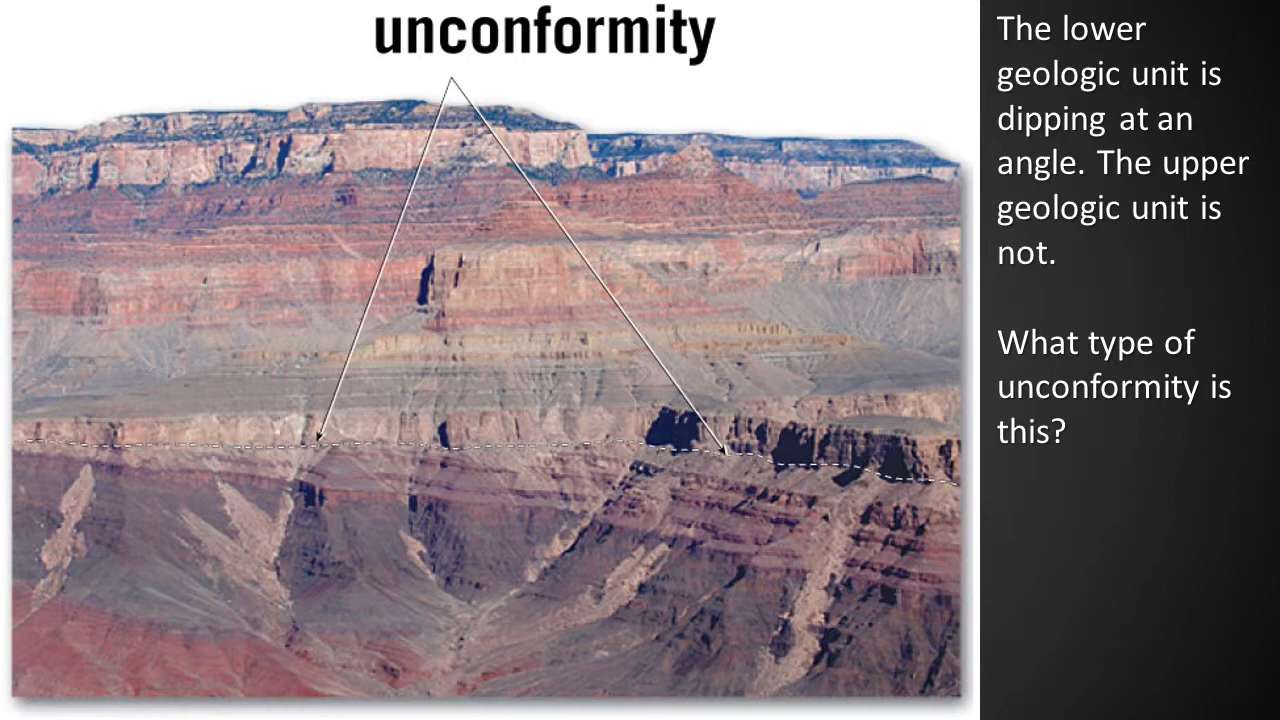 unconformity
The lower
geologic unit is
dipping at an
angle. The upper
geologic unit is
not.
What type of
unconformity is
this?